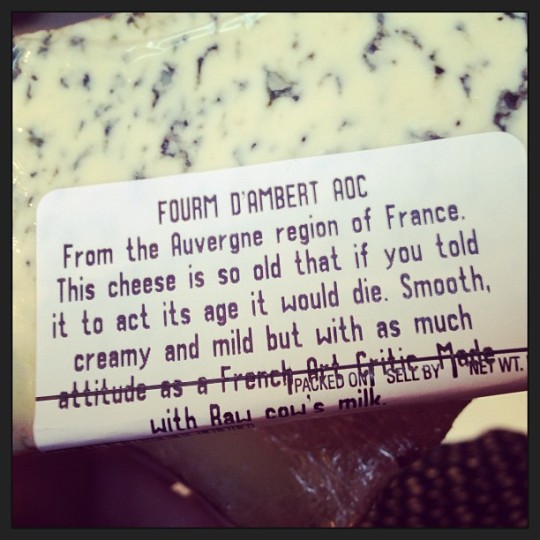 FOURM D'AMBERT AOC
From the Auvergne region of France.
This cheese is so old that if you told
it to act its age it would die. Smooth,
creamy and mild but with as much
attitude as a French Art Critic. Made
PACKED ON SELL BY NET WT.
with Raw cow's milk.